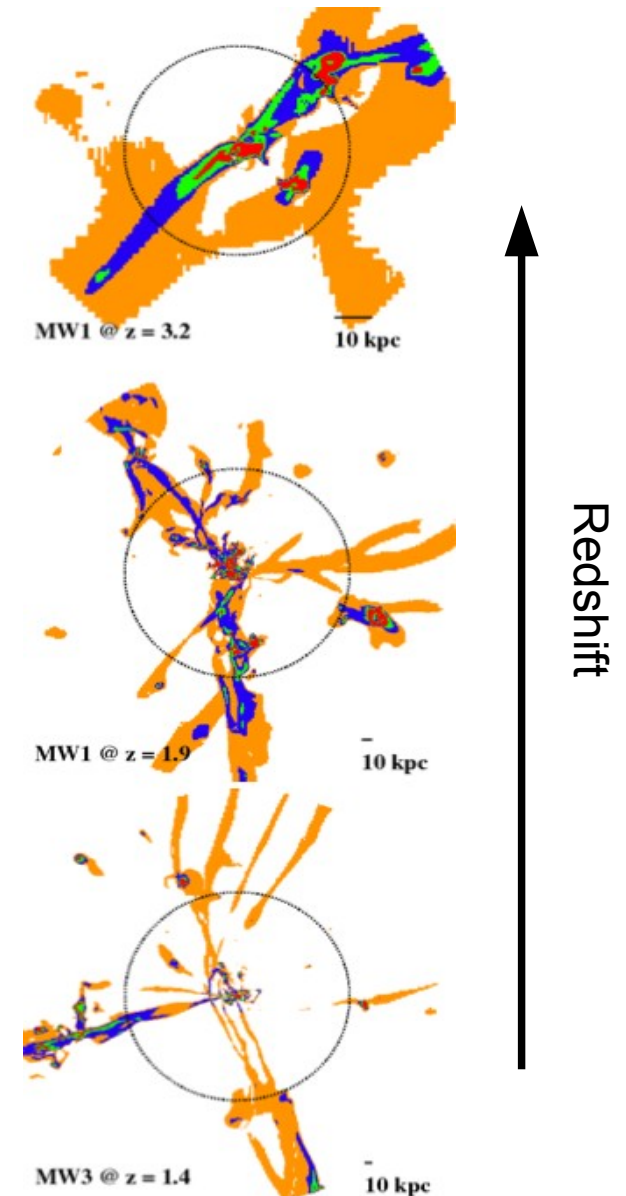 MW1 @ z = 3.2
10 kpc
MW1 @ z = 1.9
10 kpc
MW3 @ z = 1.4
10 kpc
Redshift